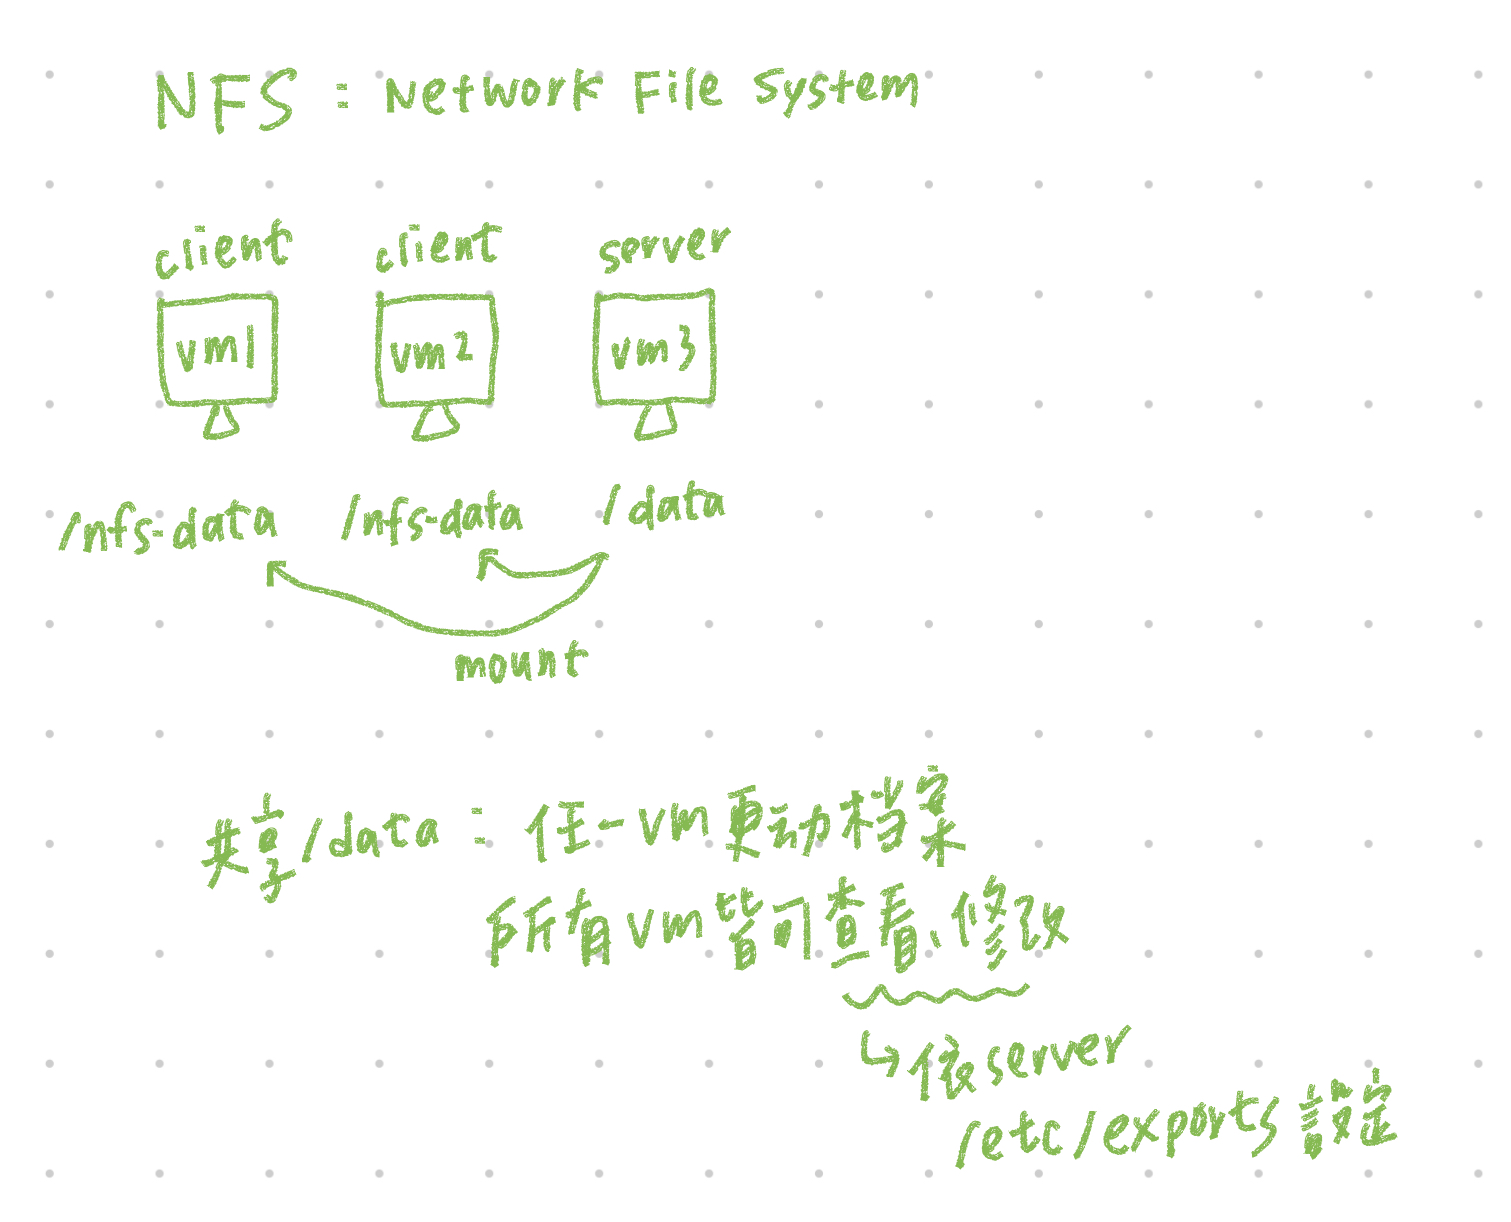 NFS : Network File System
client client server
vm1 vm2 vm3
/nfs-data /nfs-data /data
mount
共享/data : 任一vm更动档案
所有vm皆可查看、修改
↳依server
/etc/exports 設定